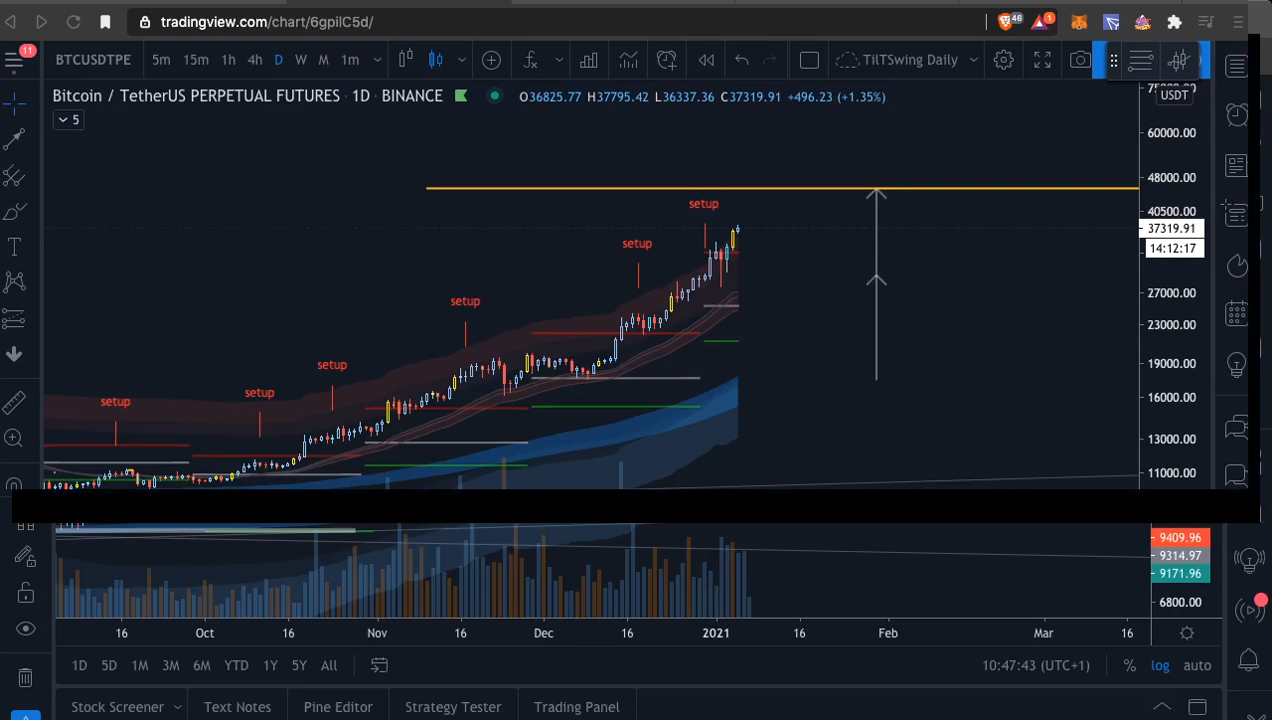 tradingview.com/chart/6gpilC5d/
46
1
11
BTCUSDTPE
5m 15m 1h 4h D W M 1m
TilTSwing Daily
Bitcoin / TetherUS PERPETUAL FUTURES · 1D · BINANCE
O36825.77 H37795.42 L36337.36 C37319.91 +496.23 (+1.35%)
USDT
5
60000.00
48000.00
setup
40500.00
37319.91
setup
14:12:17
27000.00
setup
23000.00
setup
19000.00
setup
setup
16000.00
13000.00
11000.00
9409.96
9314.97
9171.96
6800.00
16 Oct 16 Nov 16 Dec 16 2021 16 Feb Mar 16
1D 5D 1M 3M 6M YTD 1Y 5Y All
10:47:43 (UTC+1) % log auto
Stock Screener Text Notes Pine Editor Strategy Tester Trading Panel